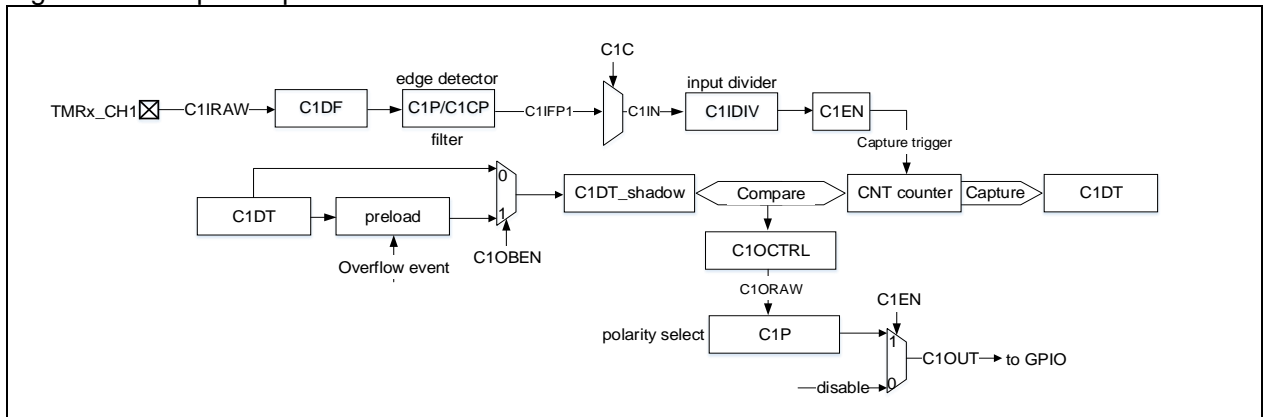 C1C
edge detector
input divider
TMRx_CH1
C1IRAW
C1DF
C1P/C1CP
C1IFP1
C1IN
C1IDIV
C1EN
filter
Capture trigger
0
C1DT_shadow
Compare
CNT counter
Capture
C1DT
C1DT
preload
1
C1OBEN
Overflow event
C1OCTRL
C1ORAW
C1EN
polarity select
C1P
1
C1OUT
to GPIO
disable
0